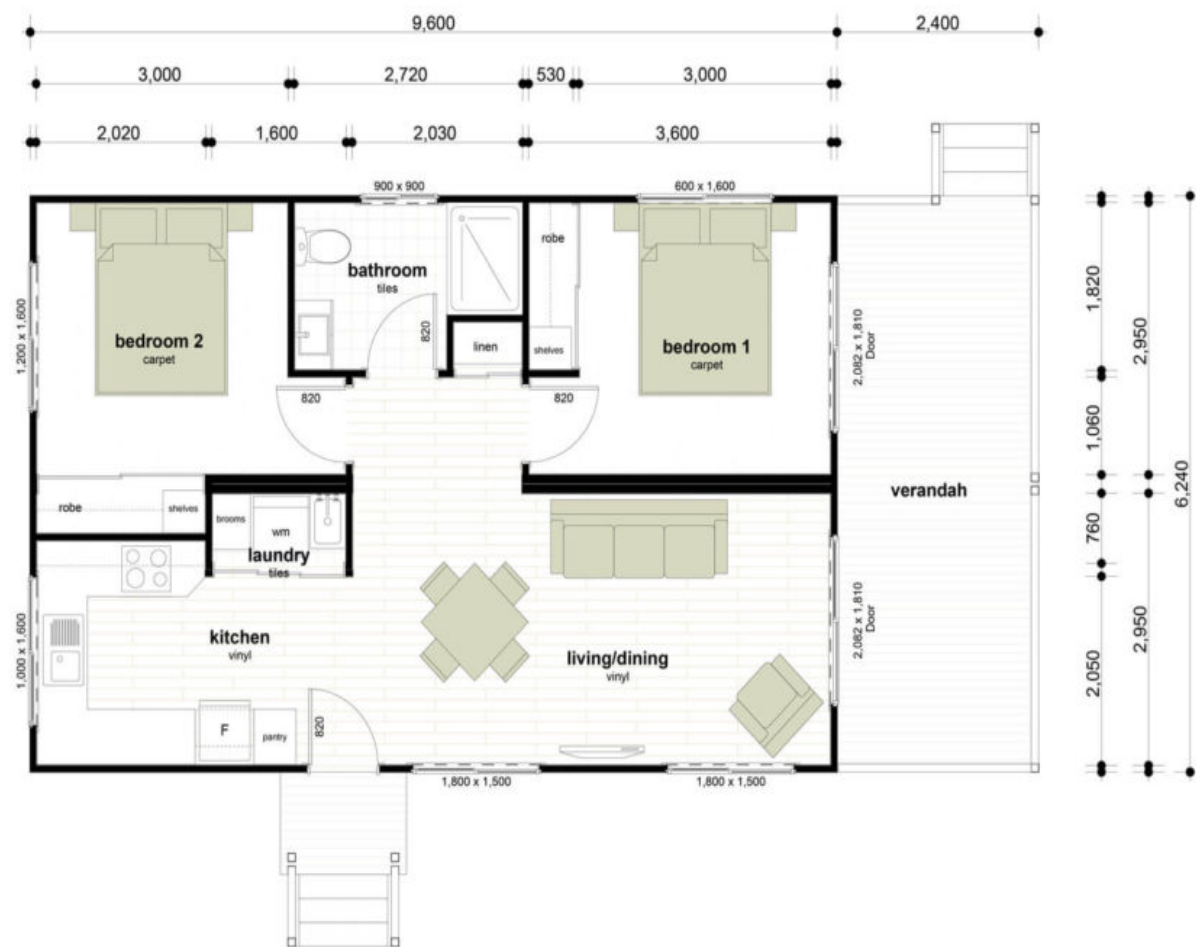 9,600
2,400
3,000
2,720
530
3,000
2,020
1,600
2,030
3,600
900 x 900
600 x 1,600
robe
bathroom
tiles
1,820
2,950
1,200 x 1,600
bedroom 2
carpet
820
linen
shelves
bedroom 1
carpet
2,082 x 1,810
Door
820
820
1,060
6,240
verandah
robe
shelves
brooms
wm
laundry
tiles
760
1,000 x 1,600
kitchen
vinyl
living/dining
vinyl
2,082 x 1,810
Door
2,950
2,050
F
pantry
820
1,800 x 1,500
1,800 x 1,500